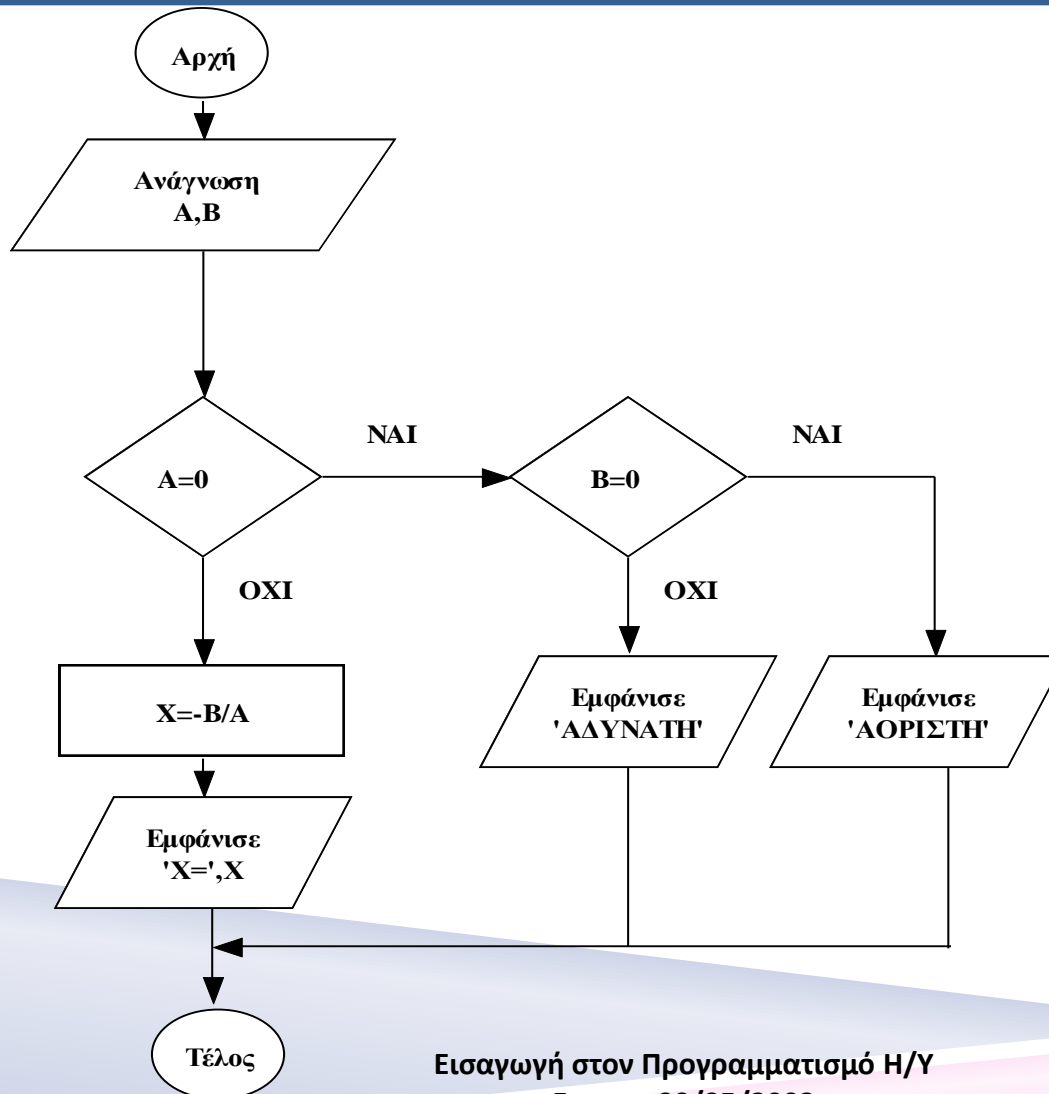 Αρχή
Ανάγνωση
Α,Β
Α=0
ΝΑΙ
Β=0
ΝΑΙ
ΟΧΙ
ΟΧΙ
Χ=-Β/Α
Εμφάνισε
'ΑΔΥΝΑΤΗ'
Εμφάνισε
'ΑΟΡΙΣΤΗ'
Εμφάνισε
'Χ=',Χ
Τέλος
Εισαγωγή στον Προγραμματισμό Η/Υ